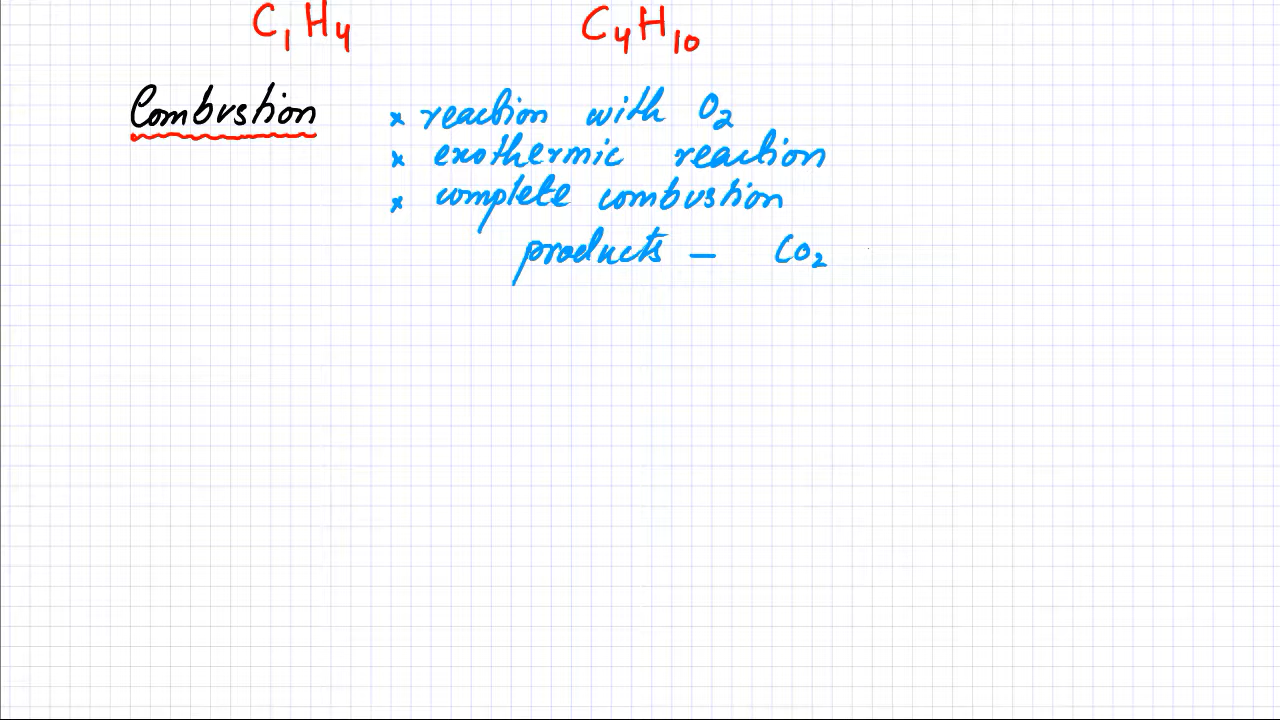 C₁H₄ C₄H₁₀
Combustion × reaction with O₂
× exothermic reaction
× complete combustion
products – CO₂